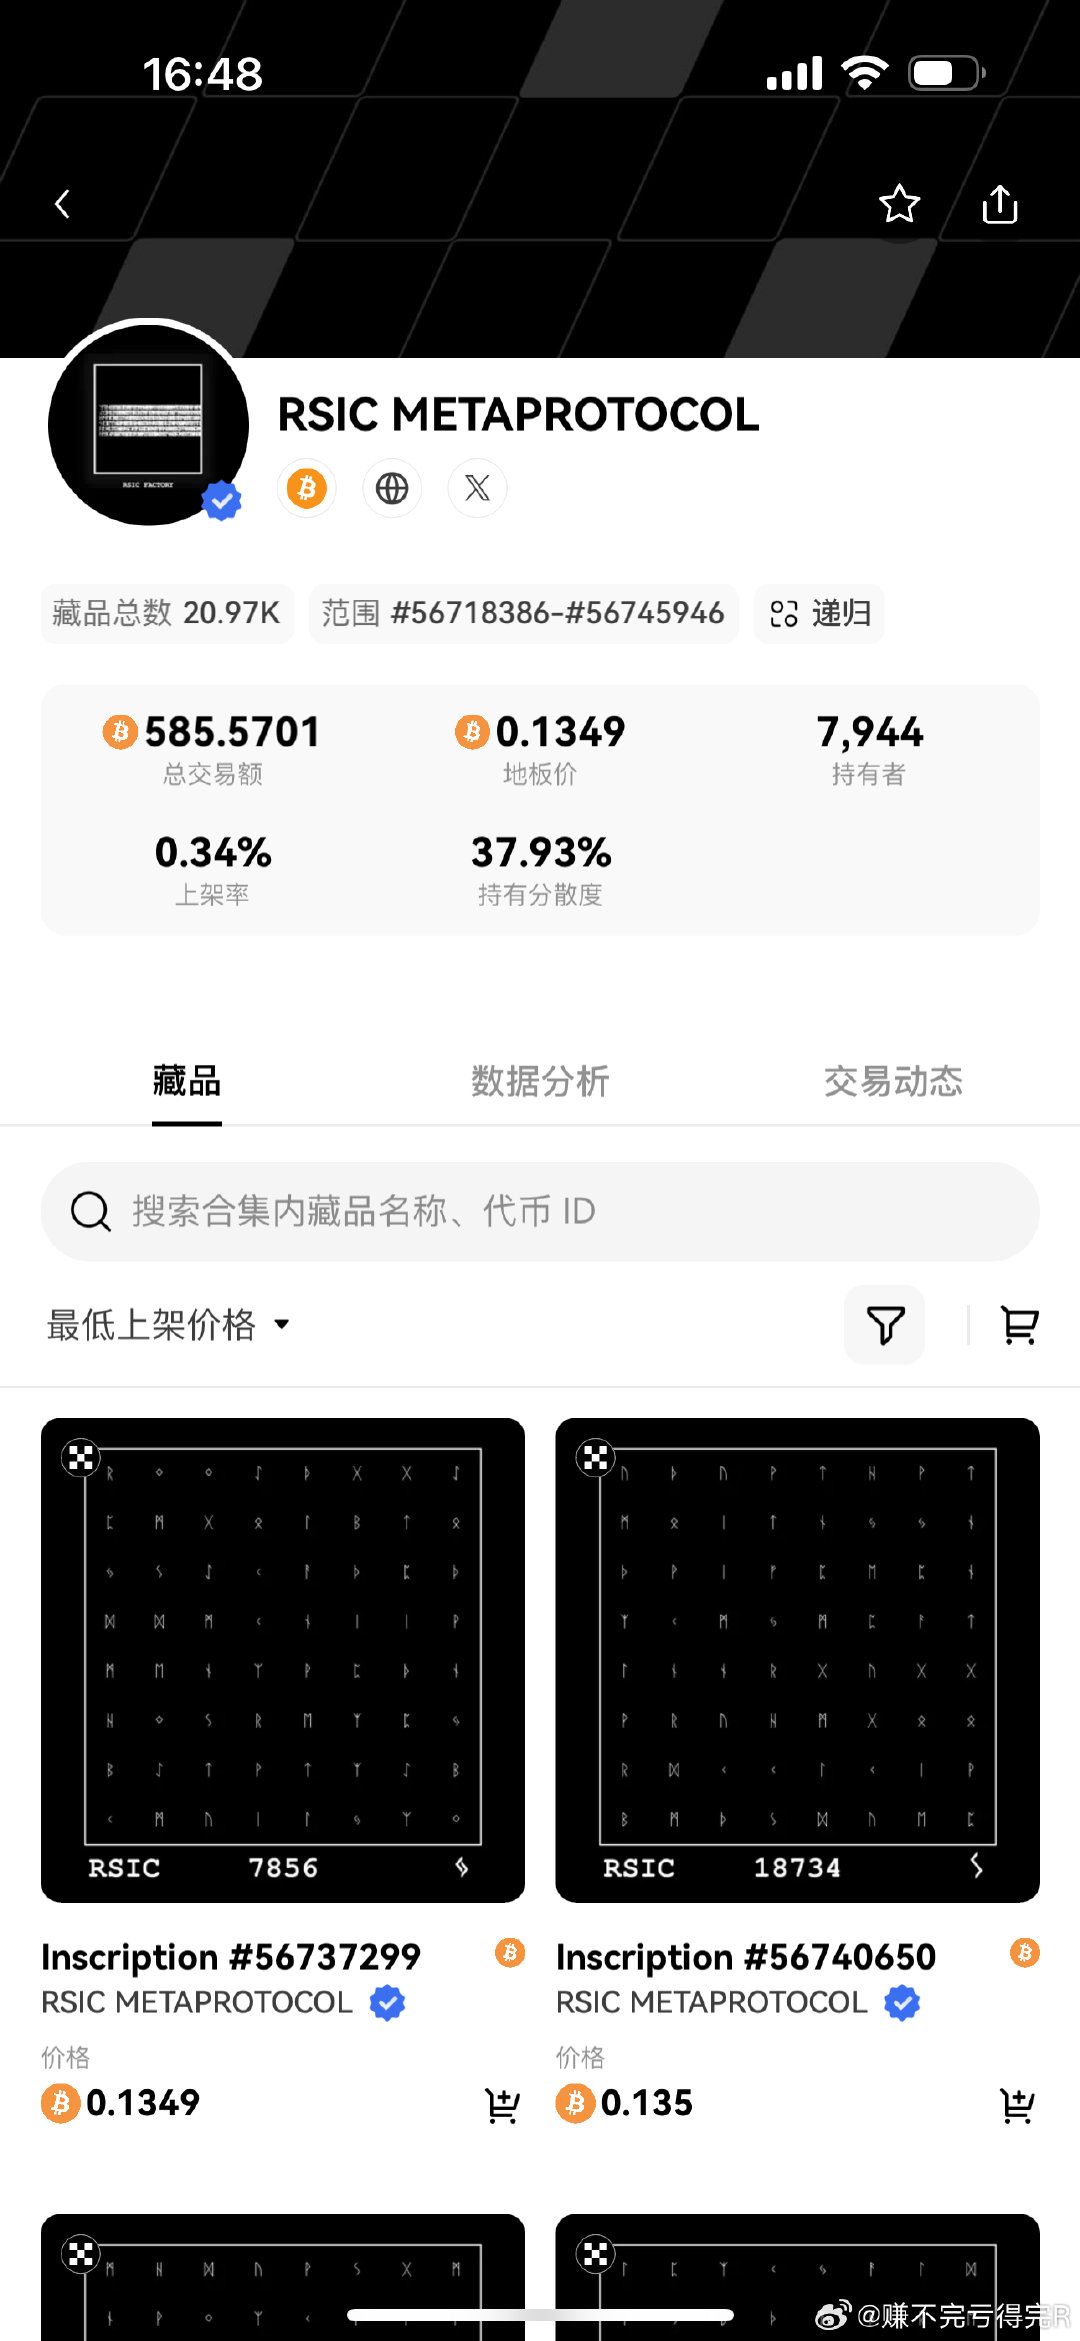 16:48
RSIC FACTORY
RSIC METAPROTOCOL
藏品总数 20.97K
范围 #56718386-#56745946
递归
585.5701
0.1349
7,944
总交易额
地板价
持有者
0.34%
37.93%
上架率
持有分散度
藏品
数据分析
交易动态
搜索合集内藏品名称、代币 ID
最低上架价格
RSIC 7856
RSIC 18734
Inscription #56737299
RSIC METAPROTOCOL
价格
0.1349
Inscription #56740650
RSIC METAPROTOCOL
价格
0.135
@赚不完亏得完R